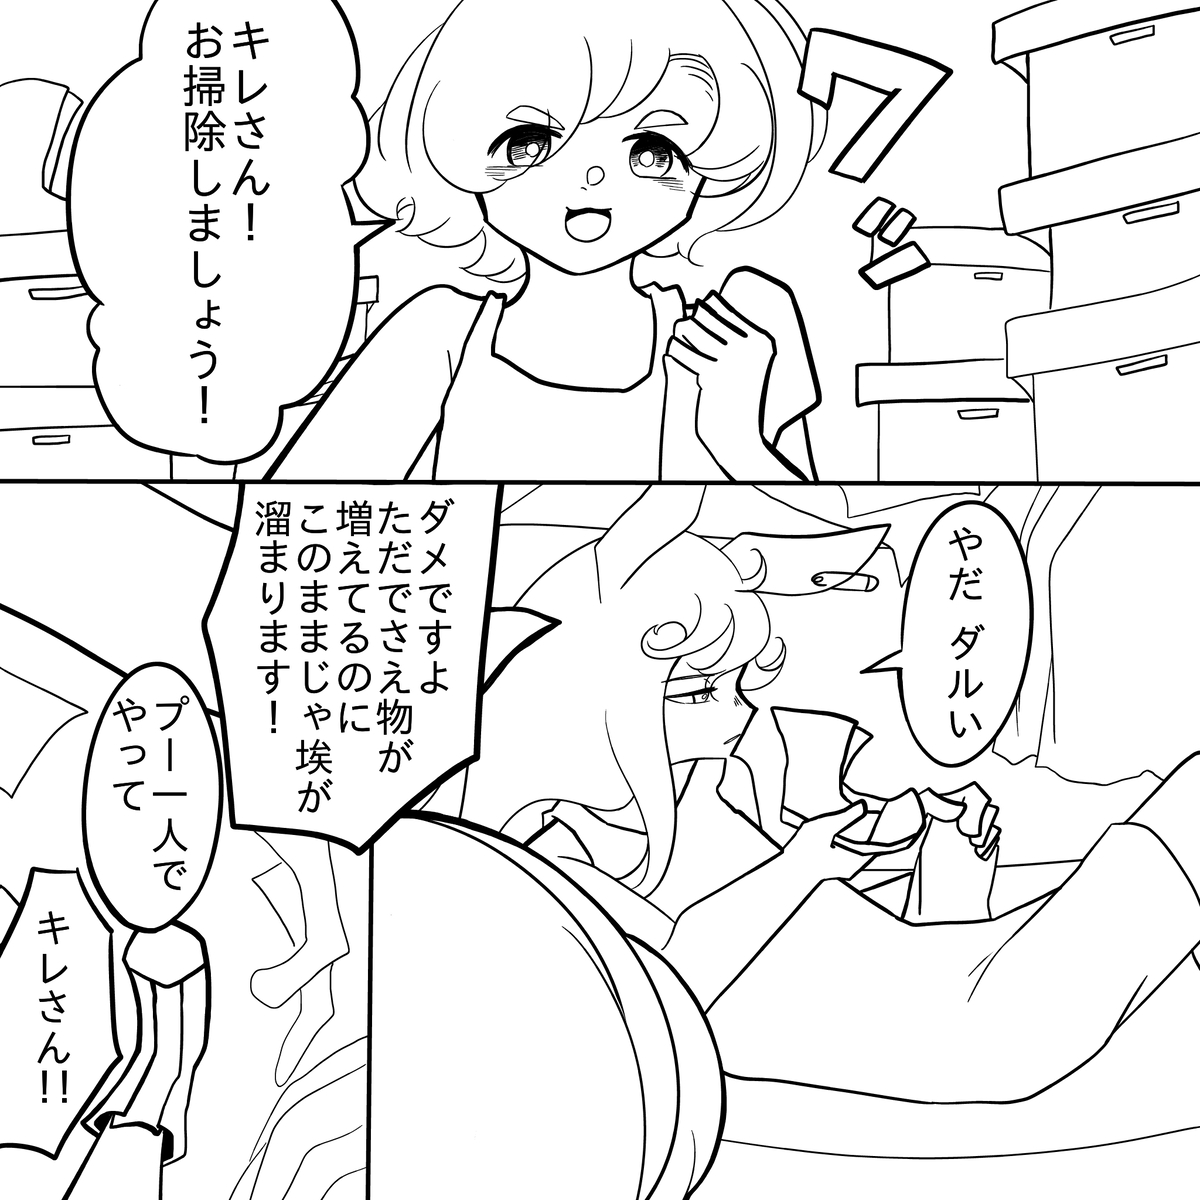 ワッ
キレさん!
お掃除しましょう!
やだ ダルい
ダメですよ
ただでさえ物が
増えてるのに
このままじゃ埃が
溜まります!
プー一人で
やって
キレさん!!